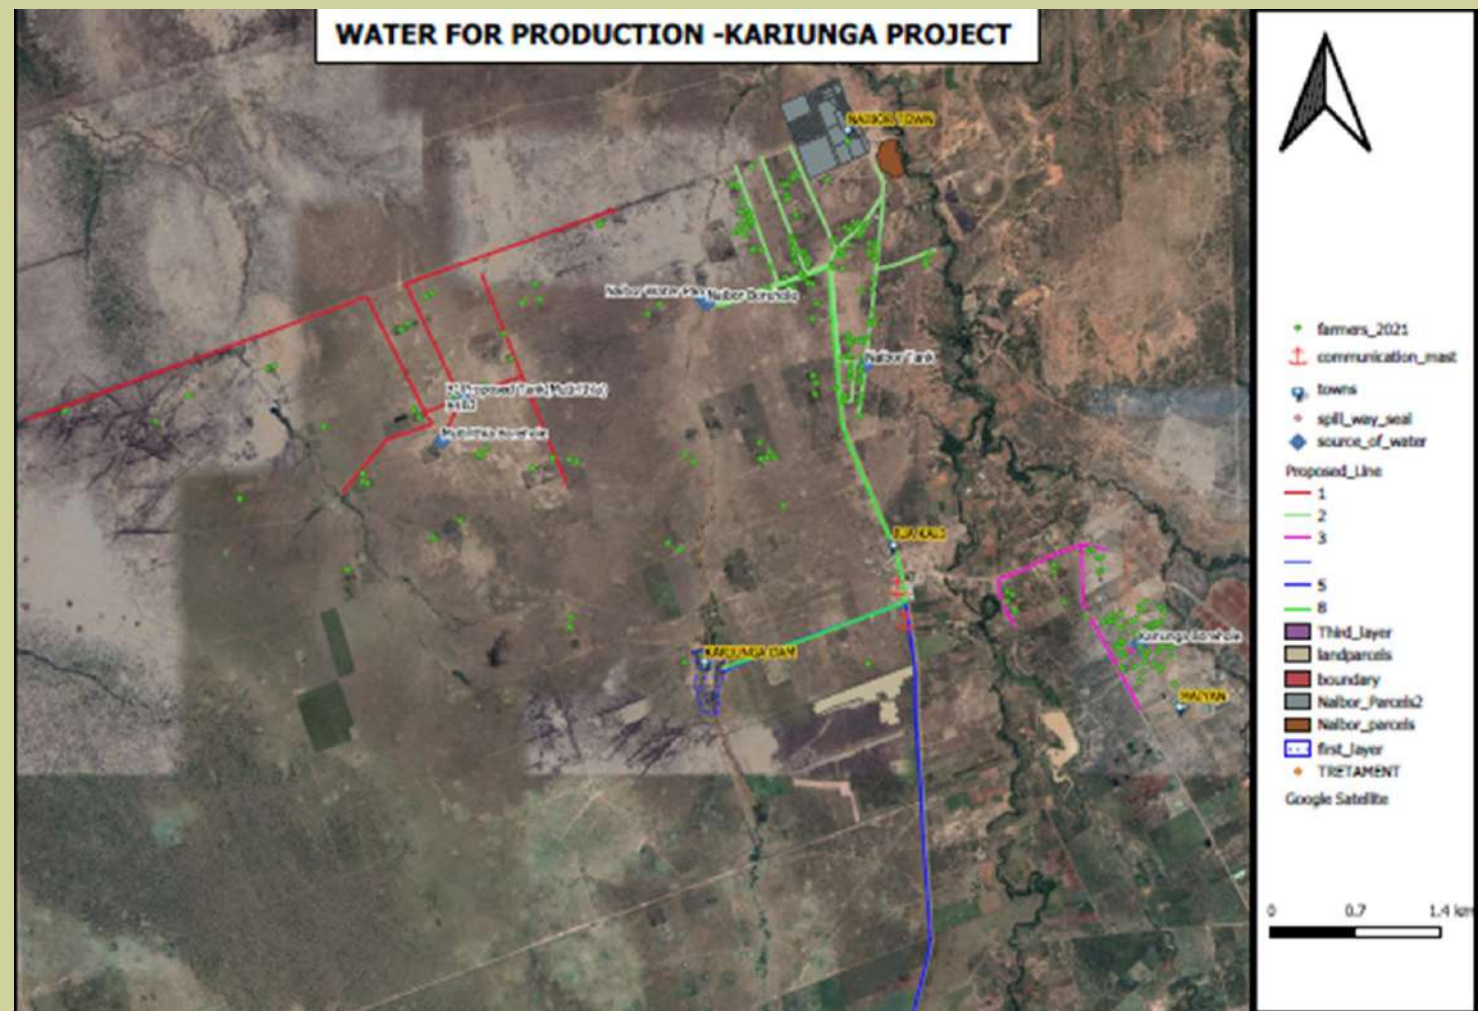 WATER FOR PRODUCTION -KARIUNGA PROJECT
NAIBOR TOWN
Naibor Borehole
Naibor Tank
Proposed Tank
Borehole
KARIUNGA DAM
Kariunga Borehole
farmers_2021
communication_mast
towns
spill_way_seal
source_of_water
Proposed_Line
1
2
3
5
8
Third_layer
landparcels
boundary
Naibor_Parcels2
Naibor_parcels
first_layer
TRETAMENT
Google Satellite
0 0.7 1.4 km